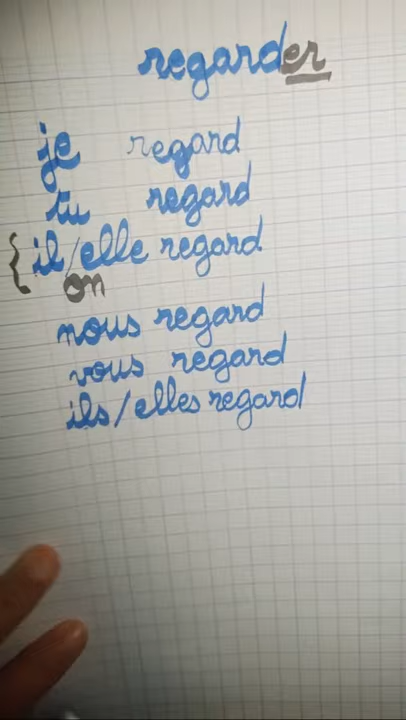 regarder
je regard
tu regard
{ il/elle regard
on
nous regard
vous regard
ils/elles regard